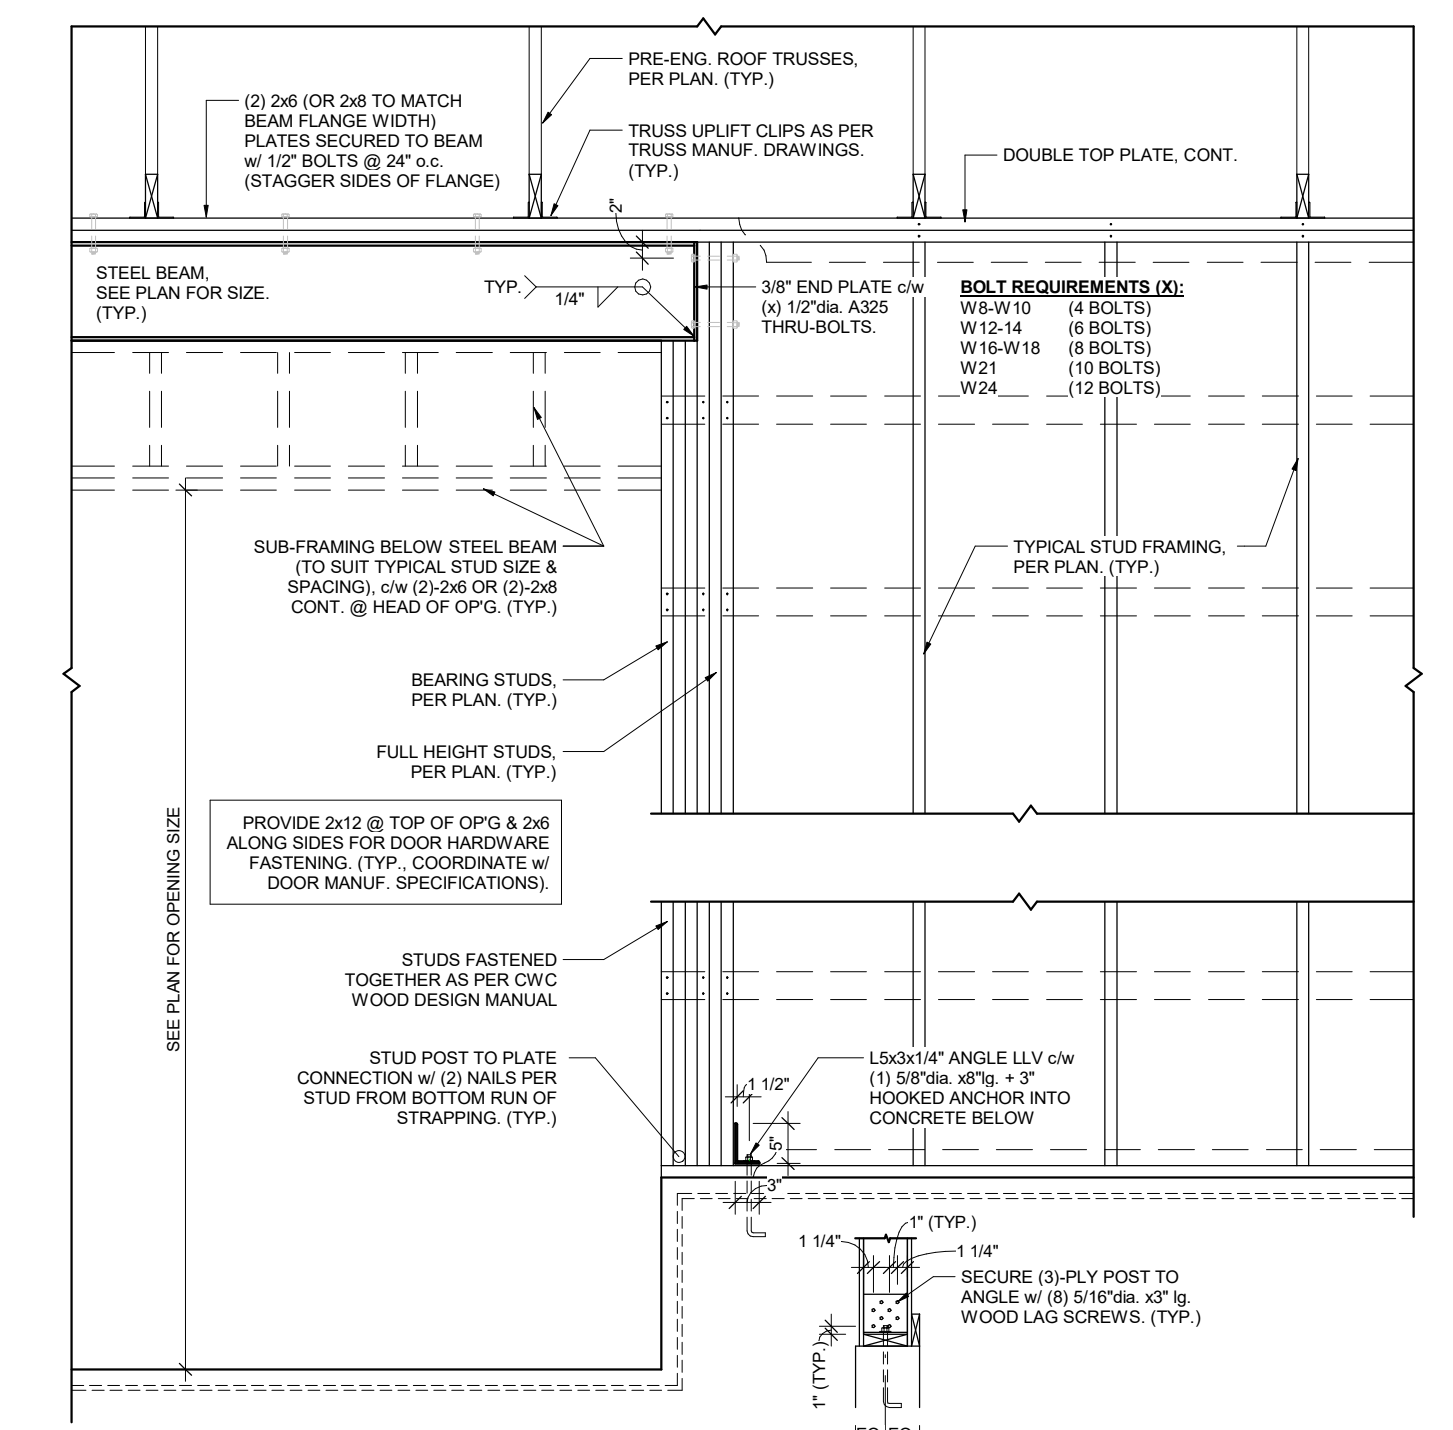 PRE-ENG. ROOF TRUSSES,
PER PLAN. (TYP.)
(2) 2x6 (OR 2x8 TO MATCH
BEAM FLANGE WIDTH)
PLATES SECURED TO BEAM
w/ 1/2" BOLTS @ 24" o.c.
(STAGGER SIDES OF FLANGE)
TRUSS UPLIFT CLIPS AS PER
TRUSS MANUF. DRAWINGS.
(TYP.)
DOUBLE TOP PLATE, CONT.
2"
STEEL BEAM,
SEE PLAN FOR SIZE.
(TYP.)
TYP.
1/4"
3/8" END PLATE c/w
(x) 1/2"dia. A325
THRU-BOLTS.
BOLT REQUIREMENTS (X):
W8-W10 (4 BOLTS)
W12-14 (6 BOLTS)
W16-W18 (8 BOLTS)
W21 (10 BOLTS)
W24 (12 BOLTS)
SUB-FRAMING BELOW STEEL BEAM
(TO SUIT TYPICAL STUD SIZE &
SPACING), c/w (2)-2x6 OR (2)-2x8
CONT. @ HEAD OF OP'G. (TYP.)
TYPICAL STUD FRAMING,
PER PLAN. (TYP.)
BEARING STUDS,
PER PLAN. (TYP.)
FULL HEIGHT STUDS,
PER PLAN. (TYP.)
SEE PLAN FOR OPENING SIZE
PROVIDE 2x12 @ TOP OF OP'G & 2x6
ALONG SIDES FOR DOOR HARDWARE
FASTENING. (TYP., COORDINATE w/
DOOR MANUF. SPECIFICATIONS).
STUDS FASTENED
TOGETHER AS PER CWC
WOOD DESIGN MANUAL
STUD POST TO PLATE
CONNECTION w/ (2) NAILS PER
STUD FROM BOTTOM RUN OF
STRAPPING. (TYP.)
L5x3x1/4" ANGLE LLV c/w
(1) 5/8"dia. x8"lg. + 3"
HOOKED ANCHOR INTO
CONCRETE BELOW
1 1/2"
5"
3"
1" (TYP.)
1 1/4"
1 1/4"
SECURE (3)-PLY POST TO
ANGLE w/ (8) 5/16"dia. x3" lg.
WOOD LAG SCREWS. (TYP.)
1" (TYP.)